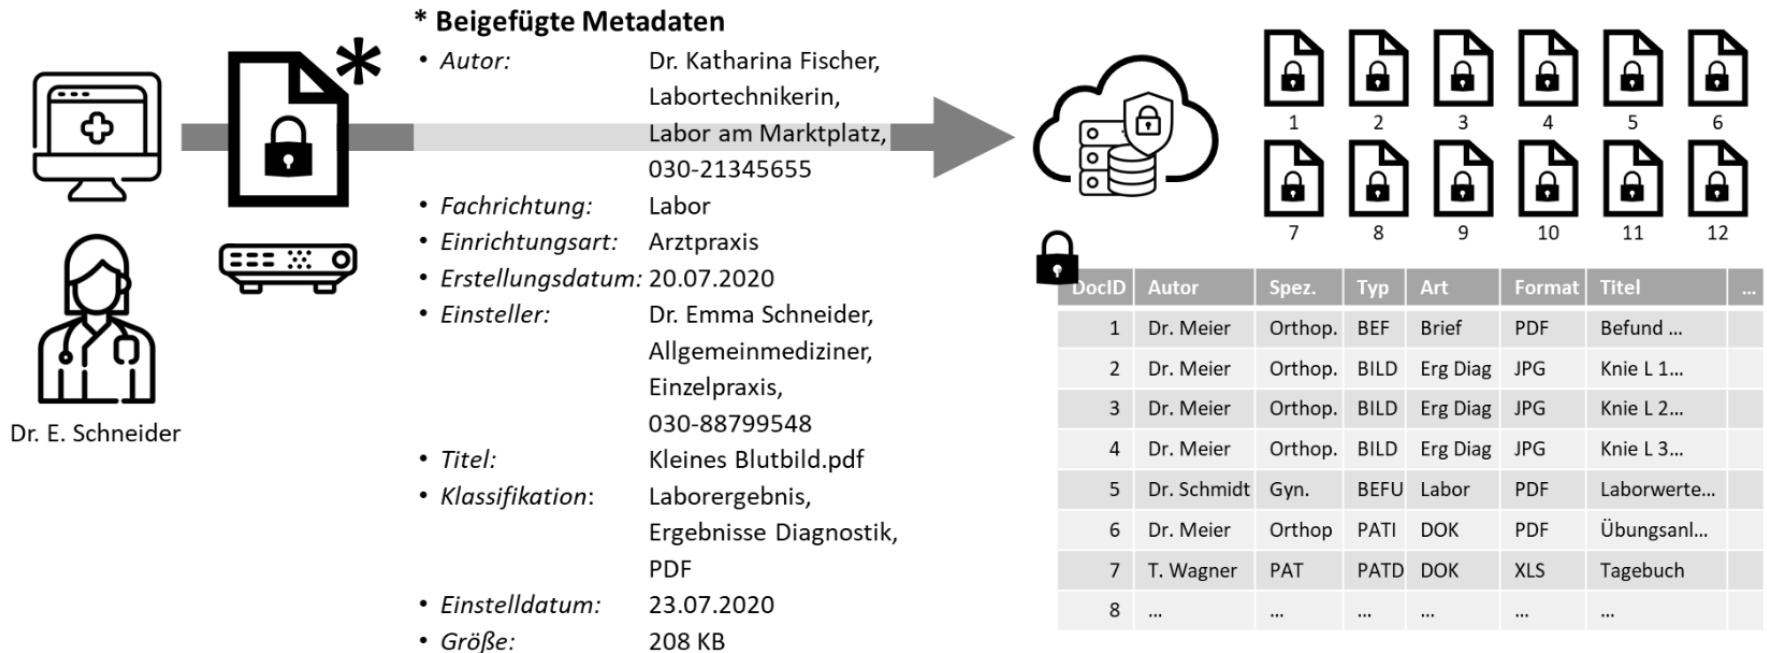 * Beigefügte Metadaten
• Autor: Dr. Katharina Fischer,
Labortechnikerin,
Labor am Marktplatz,
030-21345655
• Fachrichtung: Labor
• Einrichtungsart: Arztpraxis
• Erstellungsdatum: 20.07.2020
• Einsteller: Dr. Emma Schneider,
Allgemeinmediziner,
Einzelpraxis,
030-88799548
• Titel: Kleines Blutbild.pdf
• Klassifikation: Laborergebnis,
Ergebnisse Diagnostik,
PDF
• Einstelldatum: 23.07.2020
• Größe: 208 KB
*
Dr. E. Schneider
1 2 3 4 5 6
7 8 9 10 11 12
DocID Autor Spez. Typ Art Format Titel ...
1 Dr. Meier Orthop. BEF Brief PDF Befund ...
2 Dr. Meier Orthop. BILD Erg Diag JPG Knie L 1...
3 Dr. Meier Orthop. BILD Erg Diag JPG Knie L 2...
4 Dr. Meier Orthop. BILD Erg Diag JPG Knie L 3...
5 Dr. Schmidt Gyn. BEFU Labor PDF Laborwerte...
6 Dr. Meier Orthop PATI DOK PDF Übungsanl...
7 T. Wagner PAT PATD DOK XLS Tagebuch
8 ... ... ... ... ... ...